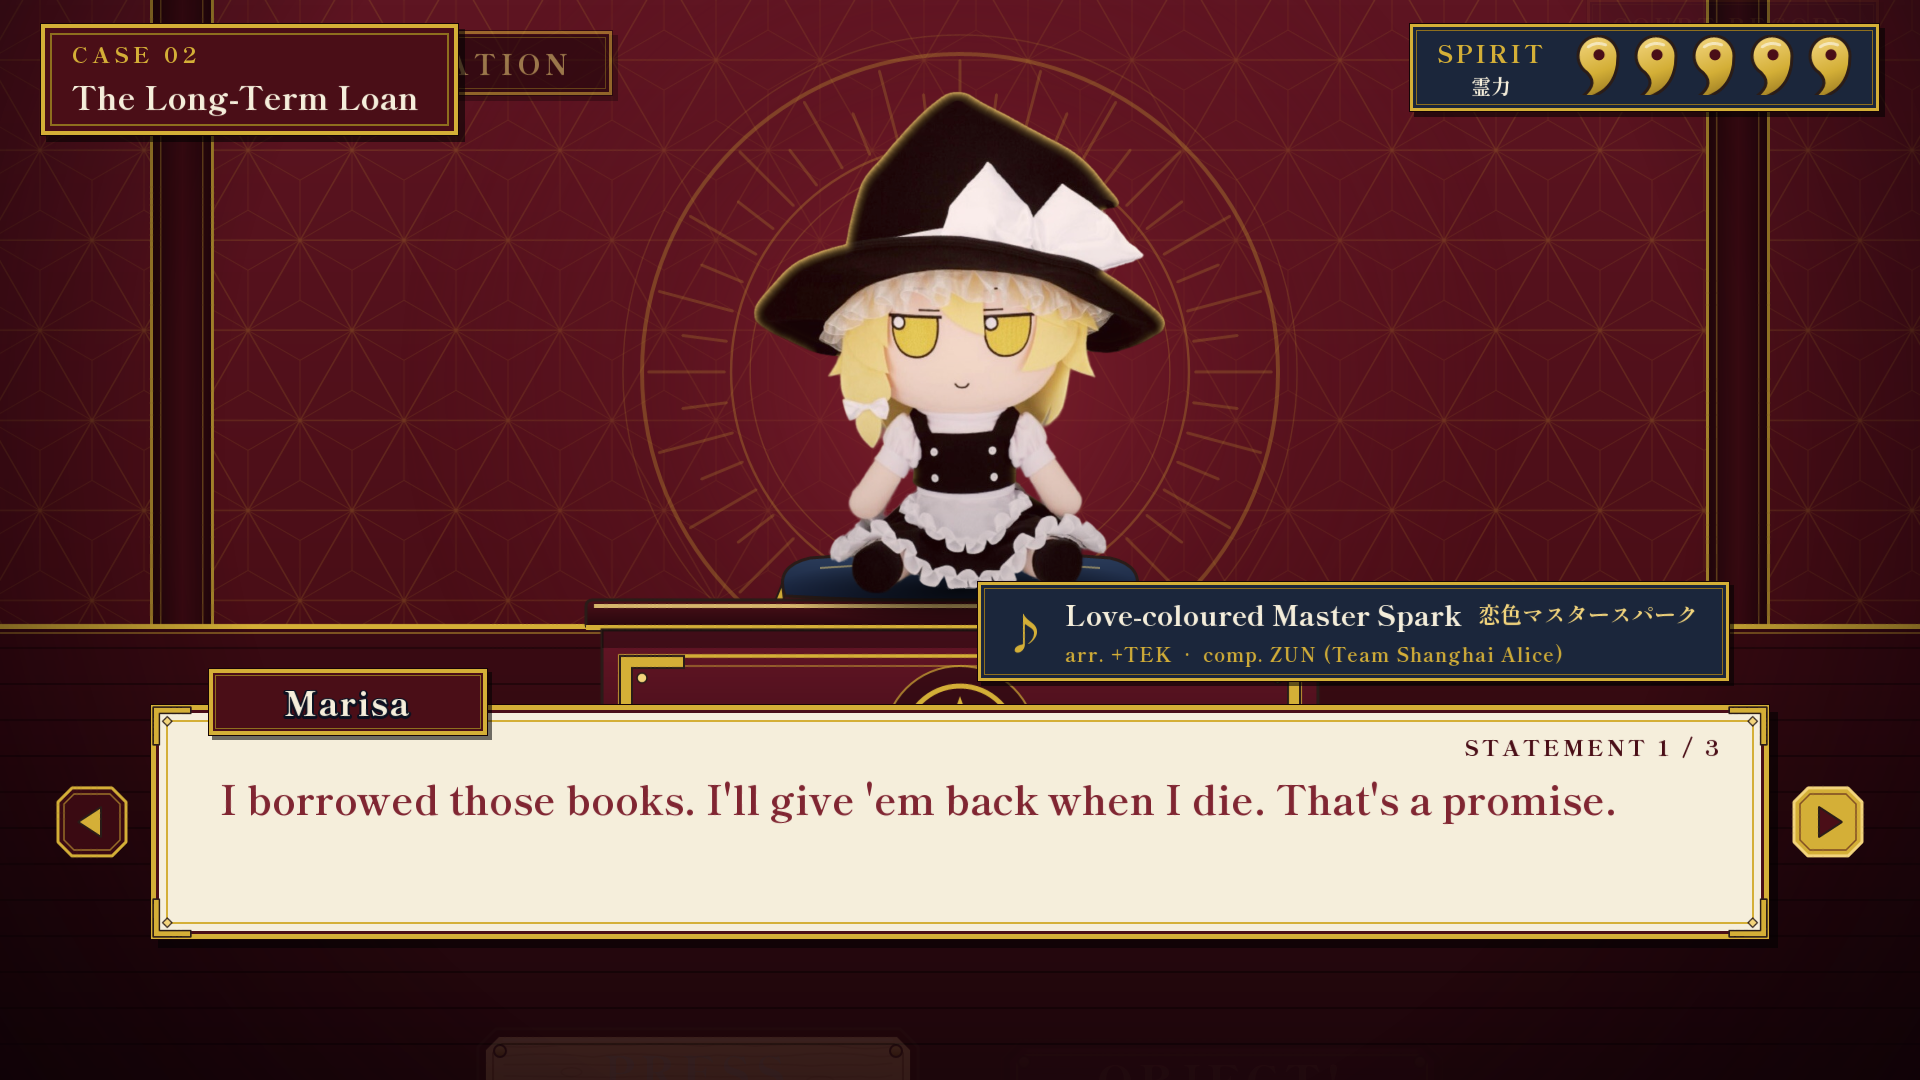 CASE 02
The Long-Term Loan
ATION
SPIRIT
霊力
Love-coloured Master Spark 恋色マスタースパーク
arr. +TEK · comp. ZUN (Team Shanghai Alice)
Marisa
STATEMENT 1 / 3
I borrowed those books. I'll give 'em back when I die. That's a promise.
OBJECT!